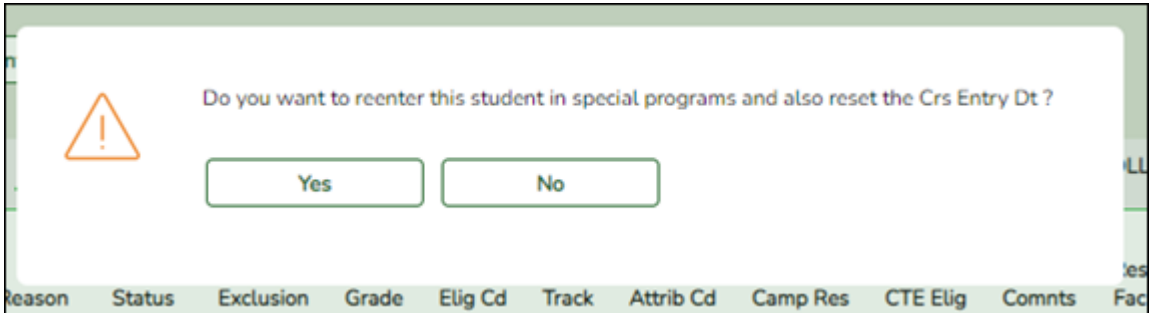 Do you want to reenter this student in special programs and also reset the Crs Entry Dt ?
Yes No
Reason Status Exclusion Grade Elig Cd Track Attrib Cd Camp Res CTE Elig Comnts Fac